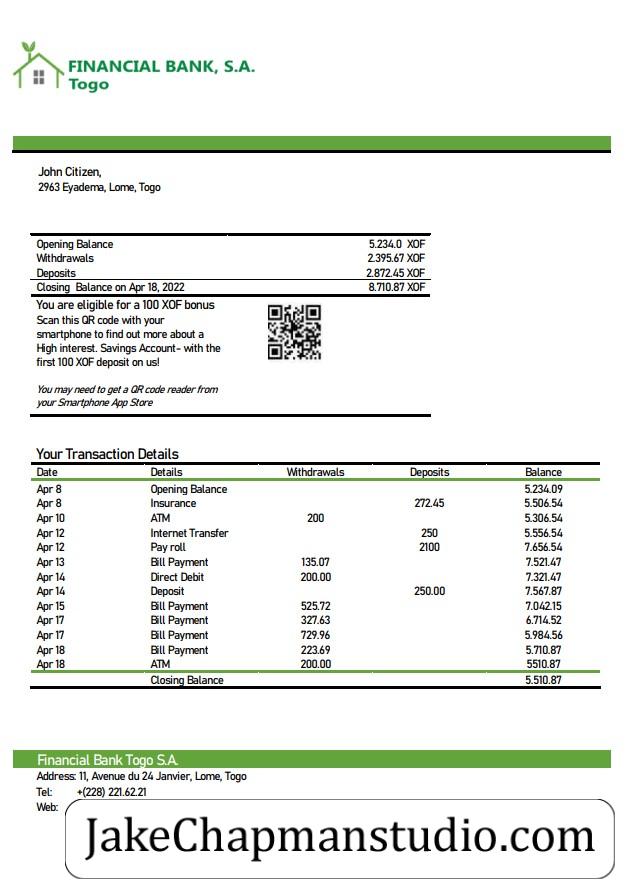 FINANCIAL BANK, S.A.
Togo
John Citizen,
2963 Eyadema, Lome, Togo
Opening Balance 5.234.0 XOF
Withdrawals 2.395.67 XOF
Deposits 2.872.45 XOF
Closing Balance on Apr 18, 2022 8.710.87 XOF
You are eligible for a 100 XOF bonus
Scan this QR code with your
smartphone to find out more about a
High interest. Savings Account- with the
first 100 XOF deposit on us!
You may need to get a QR code reader from
your Smartphone App Store
Your Transaction Details
Date Details Withdrawals Deposits Balance
Apr 8 Opening Balance 5.234.09
Apr 8 Insurance 272.45 5.506.54
Apr 10 ATM 200 5.306.54
Apr 12 Internet Transfer 250 5.556.54
Apr 12 Pay roll 2100 7.656.54
Apr 13 Bill Payment 135.07 7.521.47
Apr 14 Direct Debit 200.00 7.321.47
Apr 14 Deposit 250.00 7.567.87
Apr 15 Bill Payment 525.72 7.042.15
Apr 17 Bill Payment 327.63 6.714.52
Apr 17 Bill Payment 729.96 5.984.56
Apr 18 Bill Payment 223.69 5.710.87
Apr 18 ATM 200.00 5510.87
Closing Balance 5.510.87
Financial Bank Togo S.A.
Address: 11, Avenue du 24 Janvier, Lome, Togo
Tel: +(228) 221.62.21
Web:
JakeChapmanstudio.com